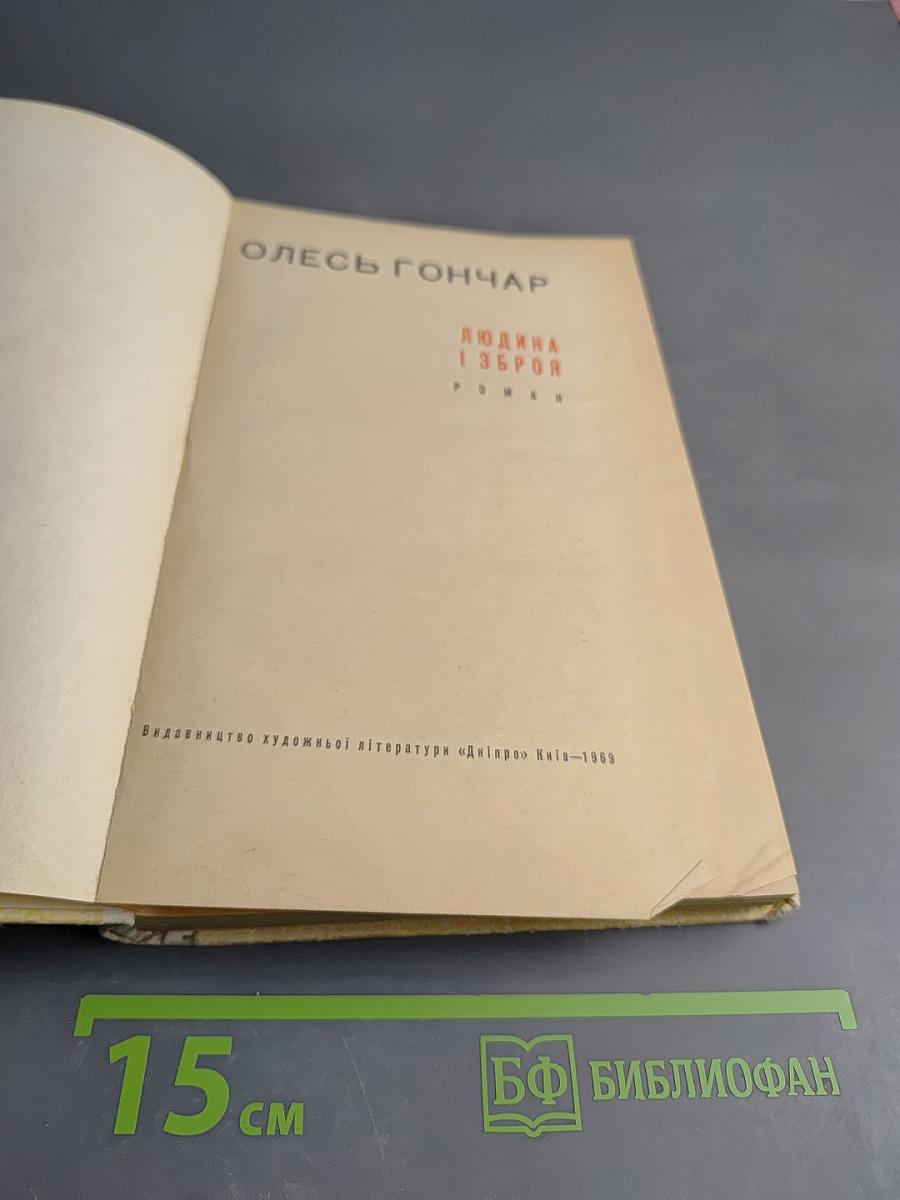 ОЛЕСЬ ГОНЧАР
ЛЮДИНА
І ЗБРОЯ
РОМАН
Видавництво художньої літератури «Дніпро» Київ—1969
15 см
БФ БИБЛИОФАН